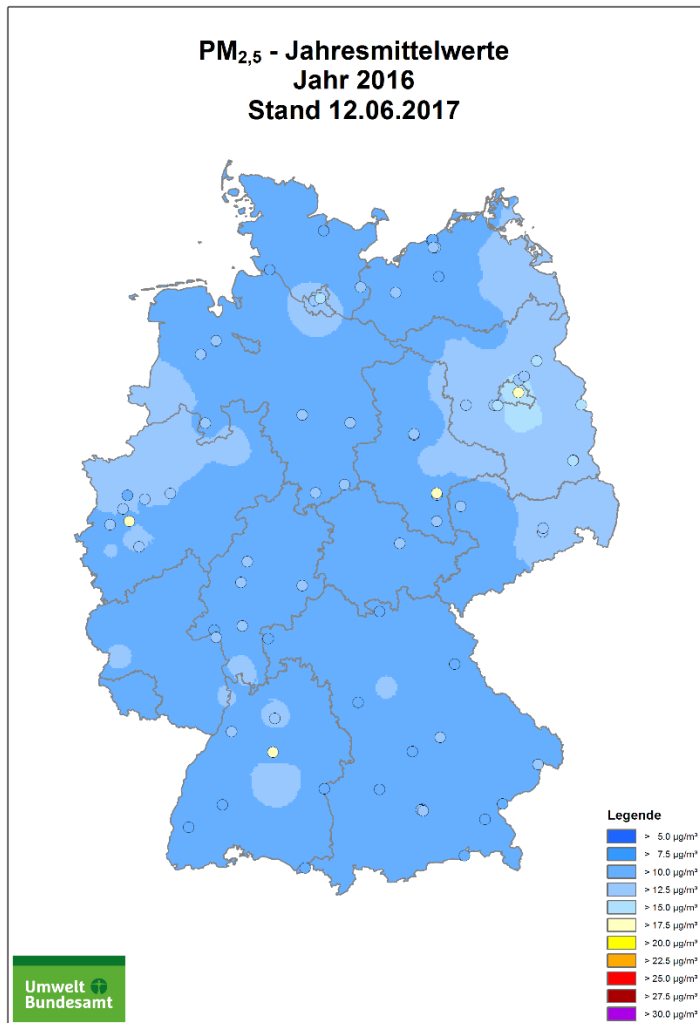 PM2,5 - Jahresmittelwerte
Jahr 2016
Stand 12.06.2017
Legende
> 5.0 µg/m³
> 7.5 µg/m³
> 10.0 µg/m³
> 12.5 µg/m³
> 15.0 µg/m³
> 17.5 µg/m³
> 20.0 µg/m³
> 22.5 µg/m³
> 25.0 µg/m³
> 27.5 µg/m³
> 30.0 µg/m³
Umwelt
Bundesamt